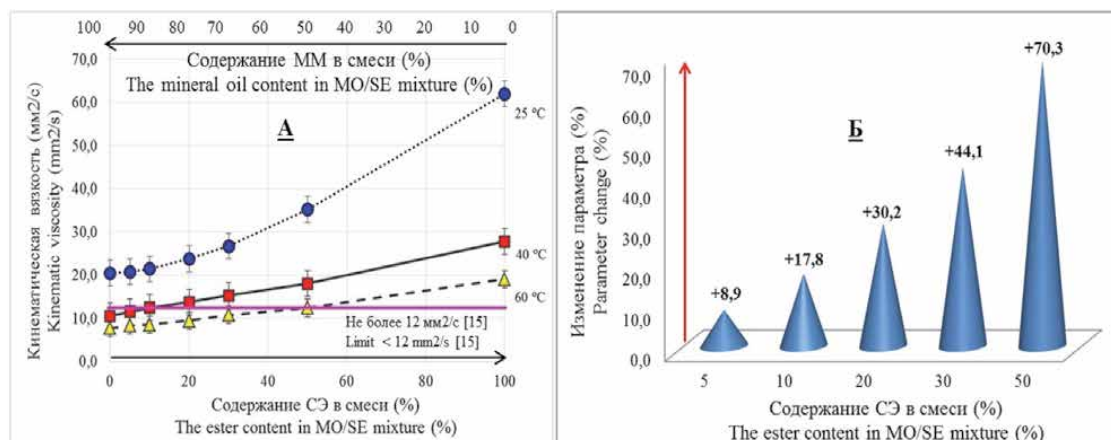 100 90 80 70 60 50 40 30 20 10 0
Содержание ММ в смеси (%)
The mineral oil content in MO/SE mixture (%)
А
Кинематическая вязкость (мм2/с)
Kinematic viscosity (mm2/s)
70,0
60,0
50,0
40,0
30,0
20,0
10,0
0,0
25 ºC
40 ºC
60 ºC
Не более 12 мм2/с [15]
Limit < 12 mm2/s [15]
0 20 40 60 80 100
Содержание СЭ в смеси (%)
The ester content in MO/SE mixture (%)
Б
Изменение параметра (%)
Parameter change (%)
70,0
60,0
50,0
40,0
30,0
20,0
10,0
0,0
+8,9
+17,8
+30,2
+44,1
+70,3
5 10 20 30 50
Содержание СЭ в смеси (%)
The ester content in MO/SE mixture (%)